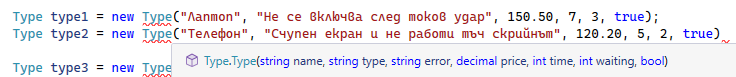 Type type1 = new Type("Лаптоп", "Не се включва след токов удар", 150.50, 7, 3, true);
Type type2 = new Type("Телефон", "Счупен екран и не работи тъч скрийнът", 120.20, 5, 2, true)
Type.Type(string name, string type, string error, decimal price, int time, int waiting, bool)
Type type3 = new Type